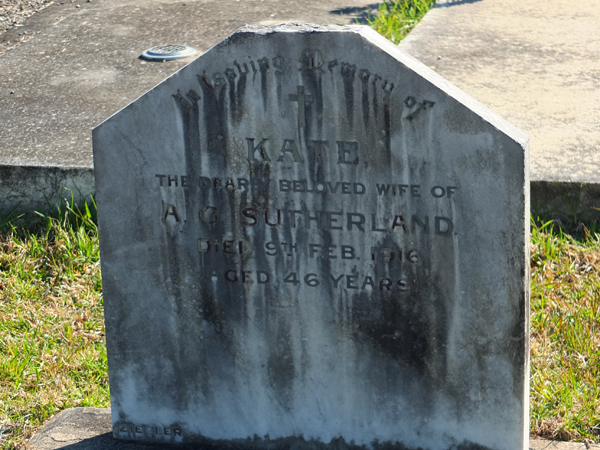 In Loving Memory of
KATE,
THE DEARLY BELOVED WIFE OF
A. G. SUTHERLAND.
DIED 9TH FEB. 1916
AGED 46 YEARS